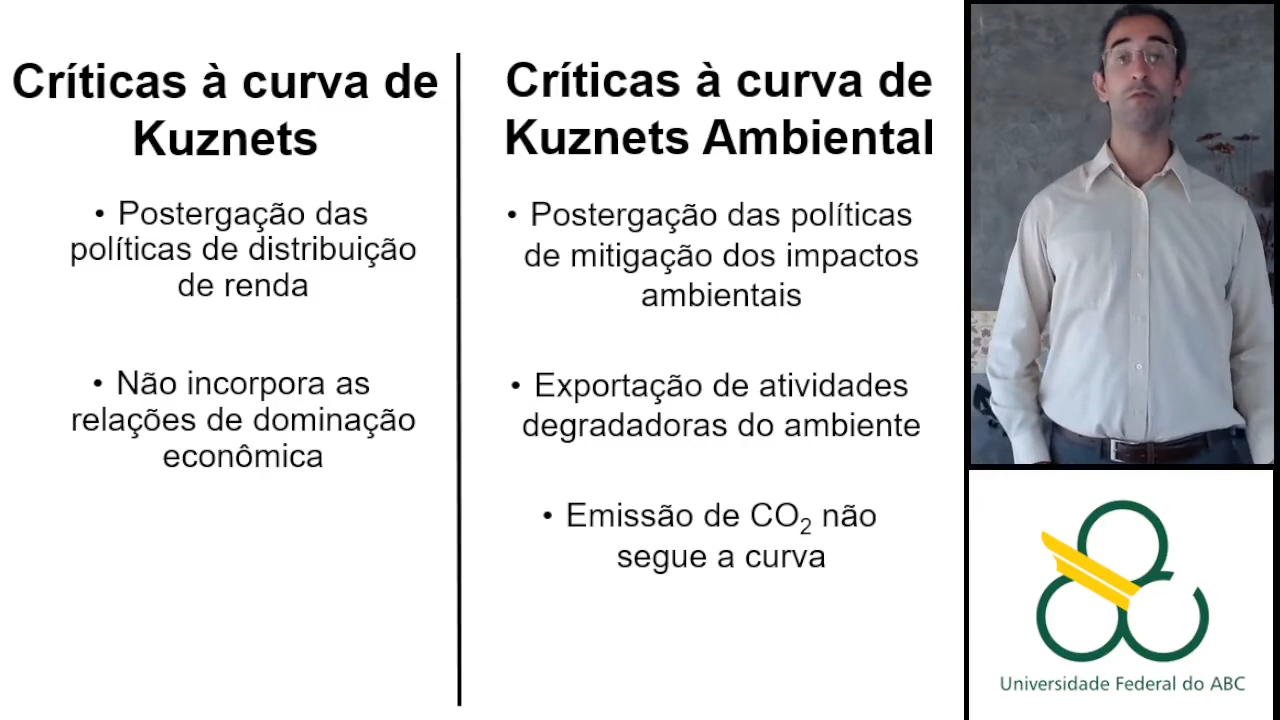 Críticas à curva de
Kuznets
• Postergação das
políticas de distribuição
de renda
• Não incorpora as
relações de dominação
econômica
Críticas à curva de
Kuznets Ambiental
• Postergação das políticas
de mitigação dos impactos
ambientais
• Exportação de atividades
degradadoras do ambiente
• Emissão de CO₂ não
segue a curva
Universidade Federal do ABC